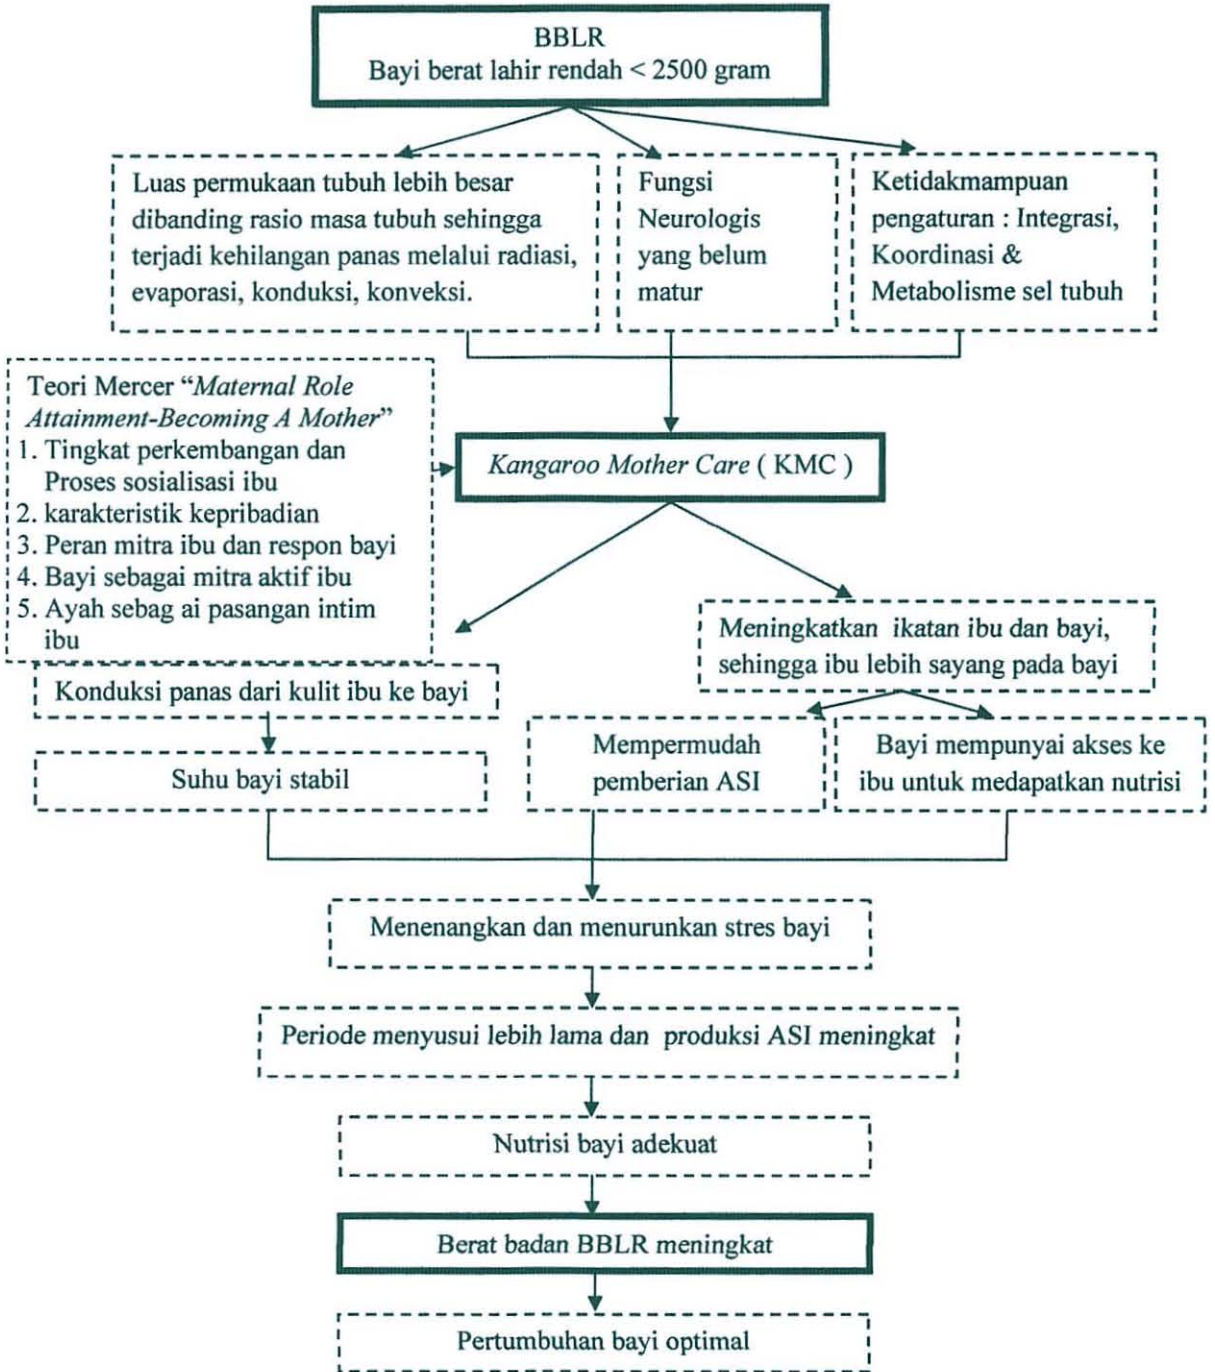 BBLR
Bayi berat lahir rendah < 2500 gram
Luas permukaan tubuh lebih besar
dibanding rasio masa tubuh sehingga
terjadi kehilangan panas melalui radiasi,
evaporasi, konduksi, konveksi.
Fungsi
Neurologis
yang belum
matur
Ketidakmampuan
pengaturan : Integrasi,
Koordinasi &
Metabolisme sel tubuh
Teori Mercer “Maternal Role
Attainment-Becoming A Mother”
1. Tingkat perkembangan dan
Proses sosialisasi ibu
2. karakteristik kepribadian
3. Peran mitra ibu dan respon bayi
4. Bayi sebagai mitra aktif ibu
5. Ayah sebag ai pasangan intim
ibu
Kangaroo Mother Care ( KMC )
Meningkatkan ikatan ibu dan bayi,
sehingga ibu lebih sayang pada bayi
Konduksi panas dari kulit ibu ke bayi
Suhu bayi stabil
Mempermudah
pemberian ASI
Bayi mempunyai akses ke
ibu untuk medapatkan nutrisi
Menenangkan dan menurunkan stres bayi
Periode menyusui lebih lama dan produksi ASI meningkat
Nutrisi bayi adekuat
Berat badan BBLR meningkat
Pertumbuhan bayi optimal